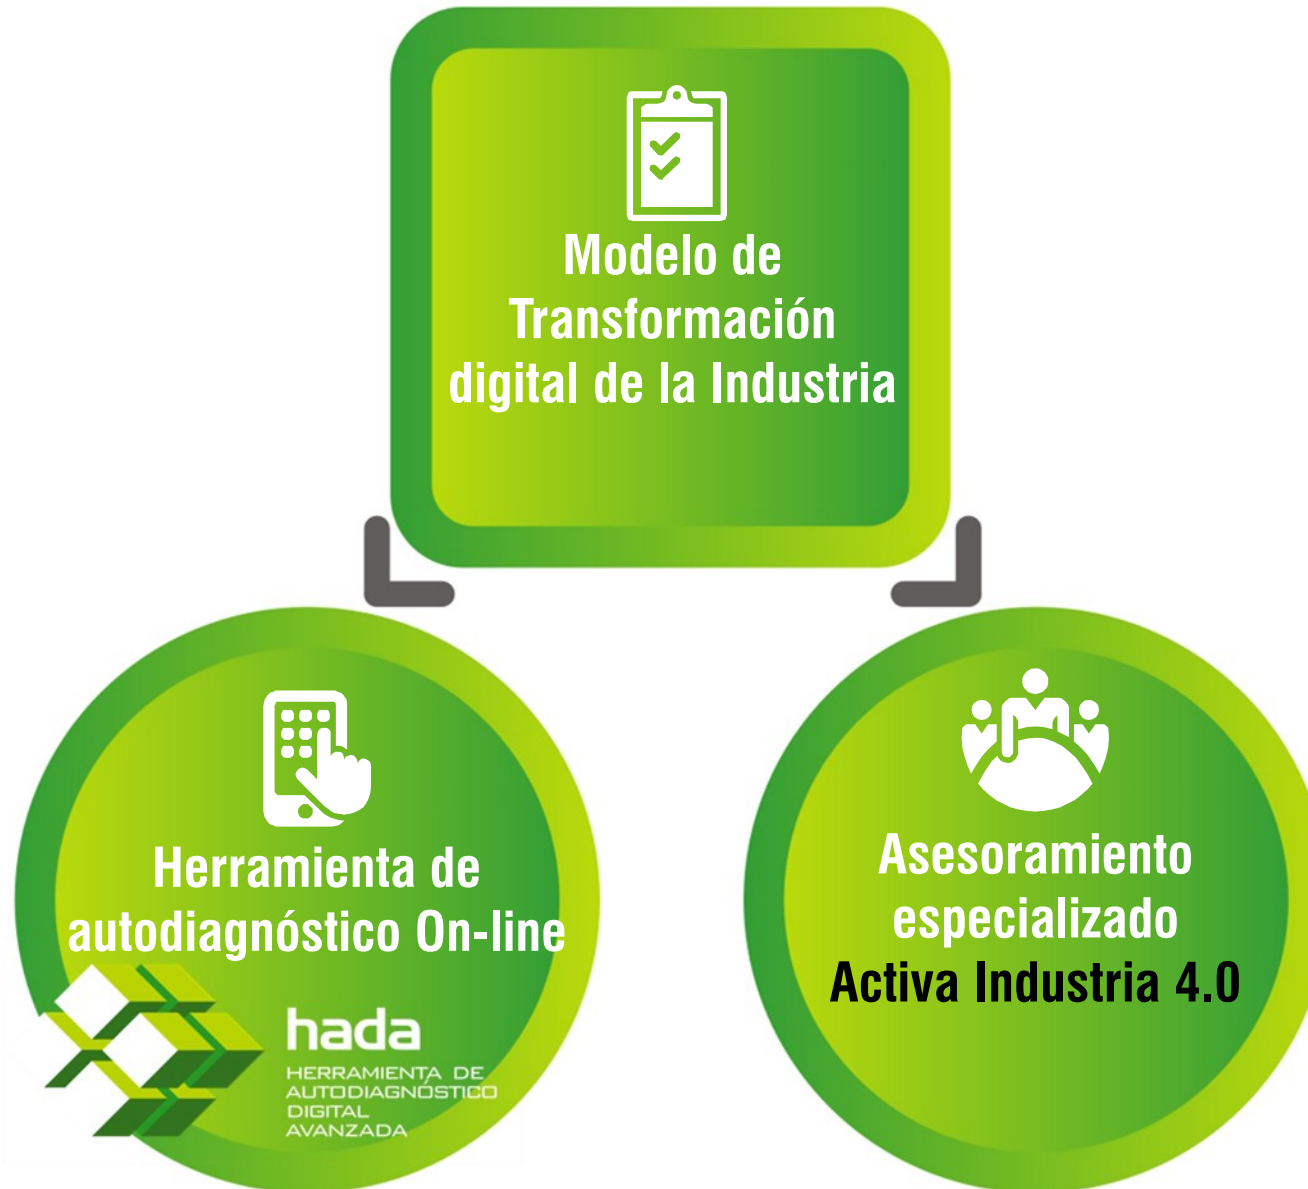 Modelo de
Transformación
digital de la Industria
Herramienta de
autodiagnóstico On-line
hada
HERRAMIENTA DE
AUTODIAGNÓSTICO
DIGITAL
AVANZADA
Asesoramiento
especializado
Activa Industria 4.0